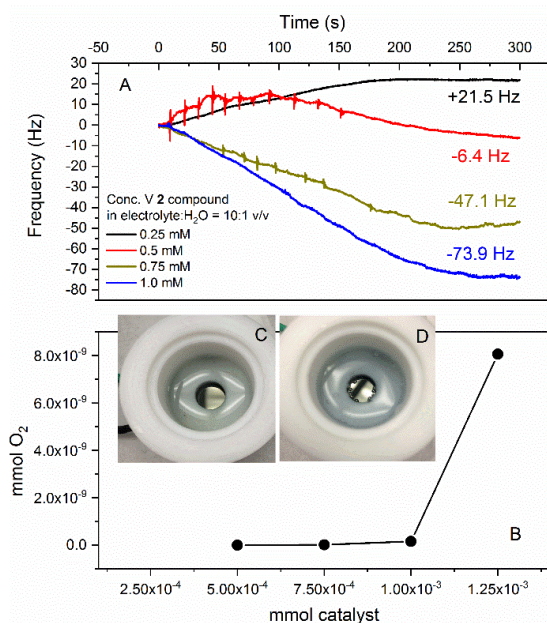 Time (s)
-50 0 50 100 150 200 250 300
30
20
10
0
-10
-20
-30
-40
-50
-60
-70
-80
Frequency (Hz)
A
+21.5 Hz
-6.4 Hz
-47.1 Hz
-73.9 Hz
Conc. V 2 compound
in electrolyte:H₂O = 10:1 v/v
0.25 mM
0.5 mM
0.75 mM
1.0 mM
C
D
8.0x10⁻⁹
6.0x10⁻⁹
4.0x10⁻⁹
2.0x10⁻⁹
0.0
mmol O₂
B
2.50x10⁻⁴ 5.00x10⁻⁴ 7.50x10⁻⁴ 1.00x10⁻³ 1.25x10⁻³
mmol catalyst